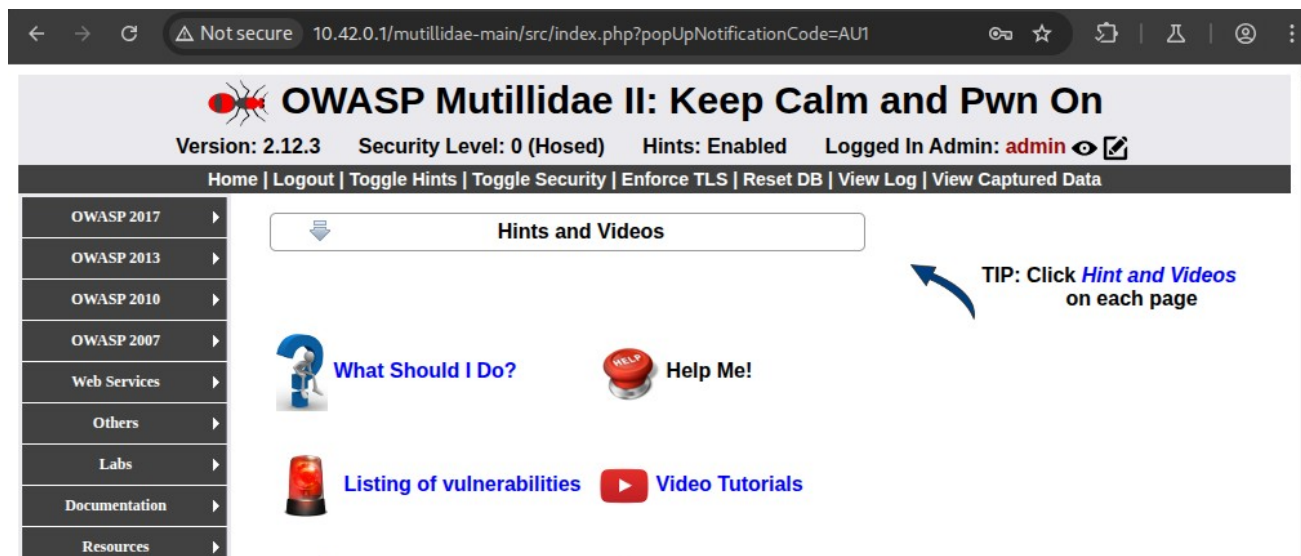 Not secure 10.42.0.1/mutillidae-main/src/index.php?popUpNotificationCode=AU1
OWASP Mutillidae II: Keep Calm and Pwn On
Version: 2.12.3 Security Level: 0 (Hosed) Hints: Enabled Logged In Admin: admin
Home | Logout | Toggle Hints | Toggle Security | Enforce TLS | Reset DB | View Log | View Captured Data
OWASP 2017
OWASP 2013
OWASP 2010
OWASP 2007
Web Services
Others
Labs
Documentation
Resources
Hints and Videos
TIP: Click Hint and Videos
on each page
What Should I Do?
HELP
Help Me!
Listing of vulnerabilities
Video Tutorials